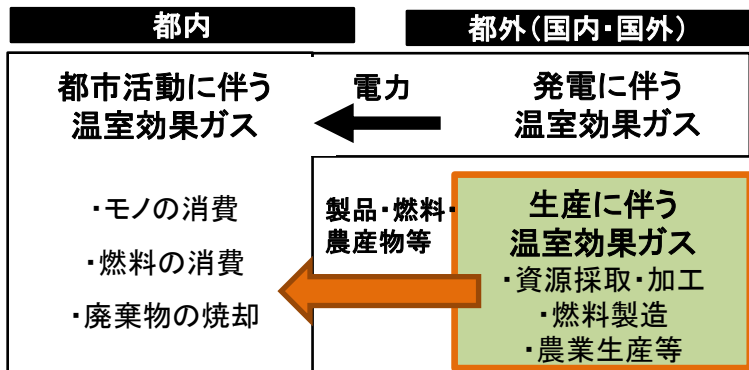 都内
都外(国内・国外)
都市活動に伴う
温室効果ガス
電力
発電に伴う
温室効果ガス
・モノの消費
・燃料の消費
・廃棄物の焼却
製品・燃料・
農産物等
生産に伴う
温室効果ガス
・資源採取・加工
・燃料製造
・農業生産等